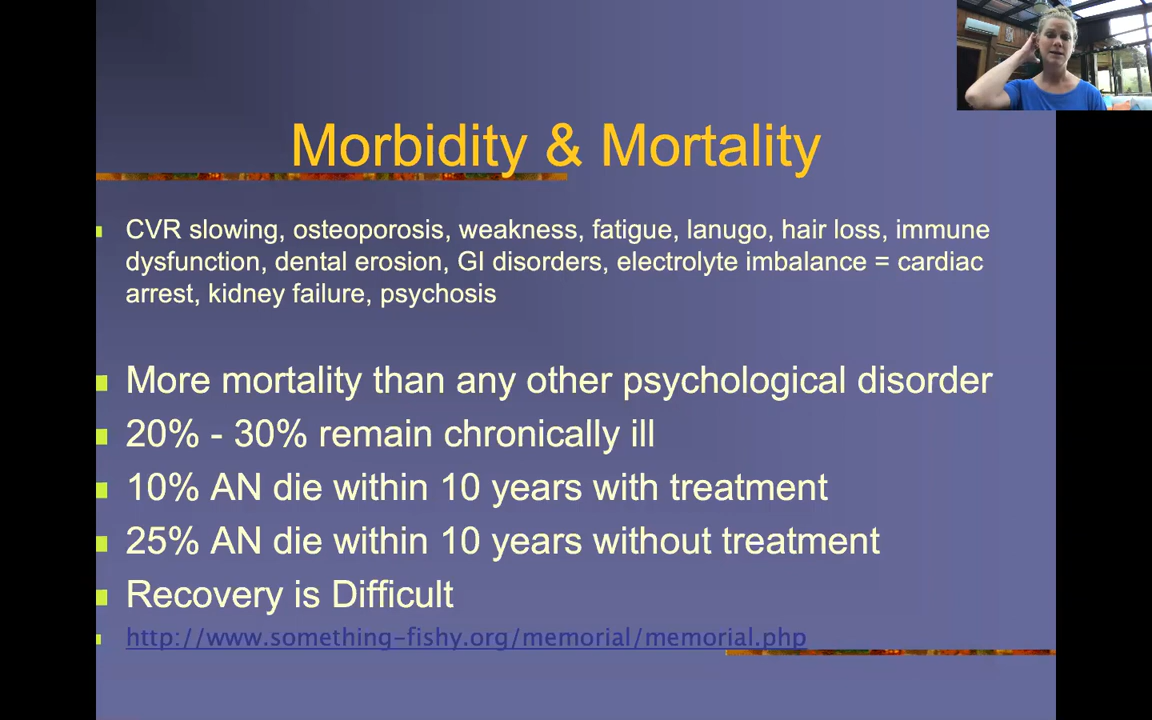 Morbidity & Mortality
CVR slowing, osteoporosis, weakness, fatigue, lanugo, hair loss, immune
dysfunction, dental erosion, GI disorders, electrolyte imbalance = cardiac
arrest, kidney failure, psychosis
More mortality than any other psychological disorder
20% - 30% remain chronically ill
10% AN die within 10 years with treatment
25% AN die within 10 years without treatment
Recovery is Difficult
http://www.something-fishy.org/memorial/memorial.php